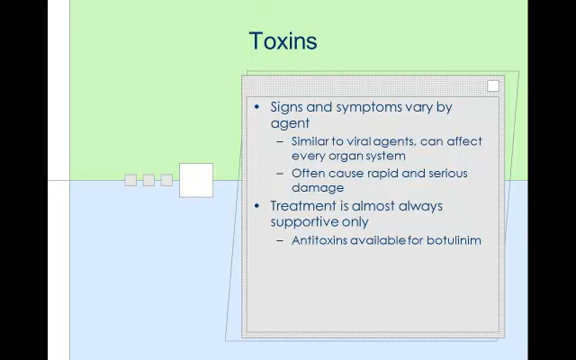 Toxins
• Signs and symptoms vary by
agent
– Similar to viral agents, can affect
every organ system
– Often cause rapid and serious
damage
• Treatment is almost always
supportive only
– Antitoxins available for botulinim